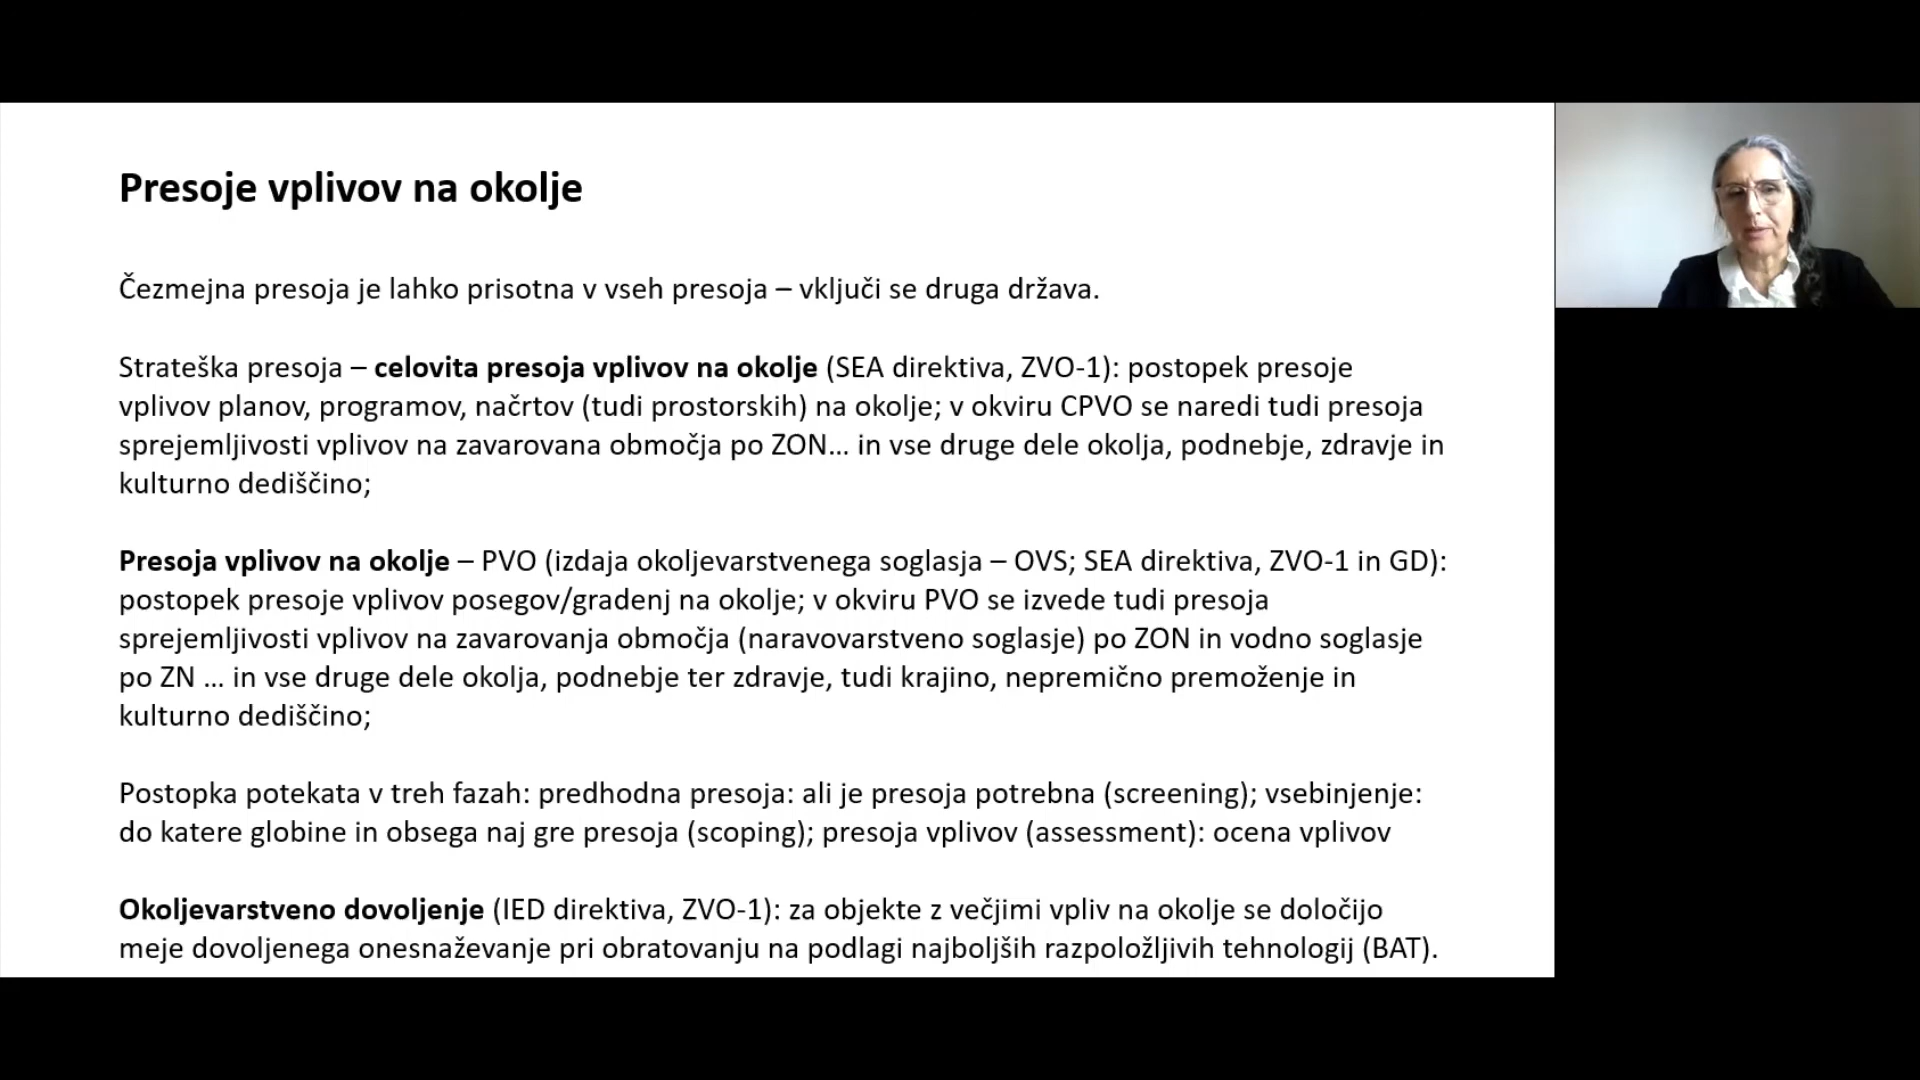 Presoje vplivov na okolje
Čezmejna presoja je lahko prisotna v vseh presoja – vključi se druga država.
Strateška presoja – celovita presoja vplivov na okolje (SEA direktiva, ZVO-1): postopek presoje
vplivov planov, programov, načrtov (tudi prostorskih) na okolje; v okviru CPVO se naredi tudi presoja
sprejemljivosti vplivov na zavarovana območja po ZON… in vse druge dele okolja, podnebje, zdravje in
kulturno dediščino;
Presoja vplivov na okolje – PVO (izdaja okoljevarstvenega soglasja – OVS; SEA direktiva, ZVO-1 in GD):
postopek presoje vplivov posegov/gradenj na okolje; v okviru PVO se izvede tudi presoja
sprejemljivosti vplivov na zavarovanja območja (naravovarstveno soglasje) po ZON in vodno soglasje
po ZN … in vse druge dele okolja, podnebje ter zdravje, tudi krajino, nepremično premoženje in
kulturno dediščino;
Postopka potekata v treh fazah: predhodna presoja: ali je presoja potrebna (screening); vsebinjenje:
do katere globine in obsega naj gre presoja (scoping); presoja vplivov (assessment): ocena vplivov
Okoljevarstveno dovoljenje (IED direktiva, ZVO-1): za objekte z večjimi vpliv na okolje se določijo
meje dovoljenega onesnaževanje pri obratovanju na podlagi najboljših razpoložljivih tehnologij (BAT).